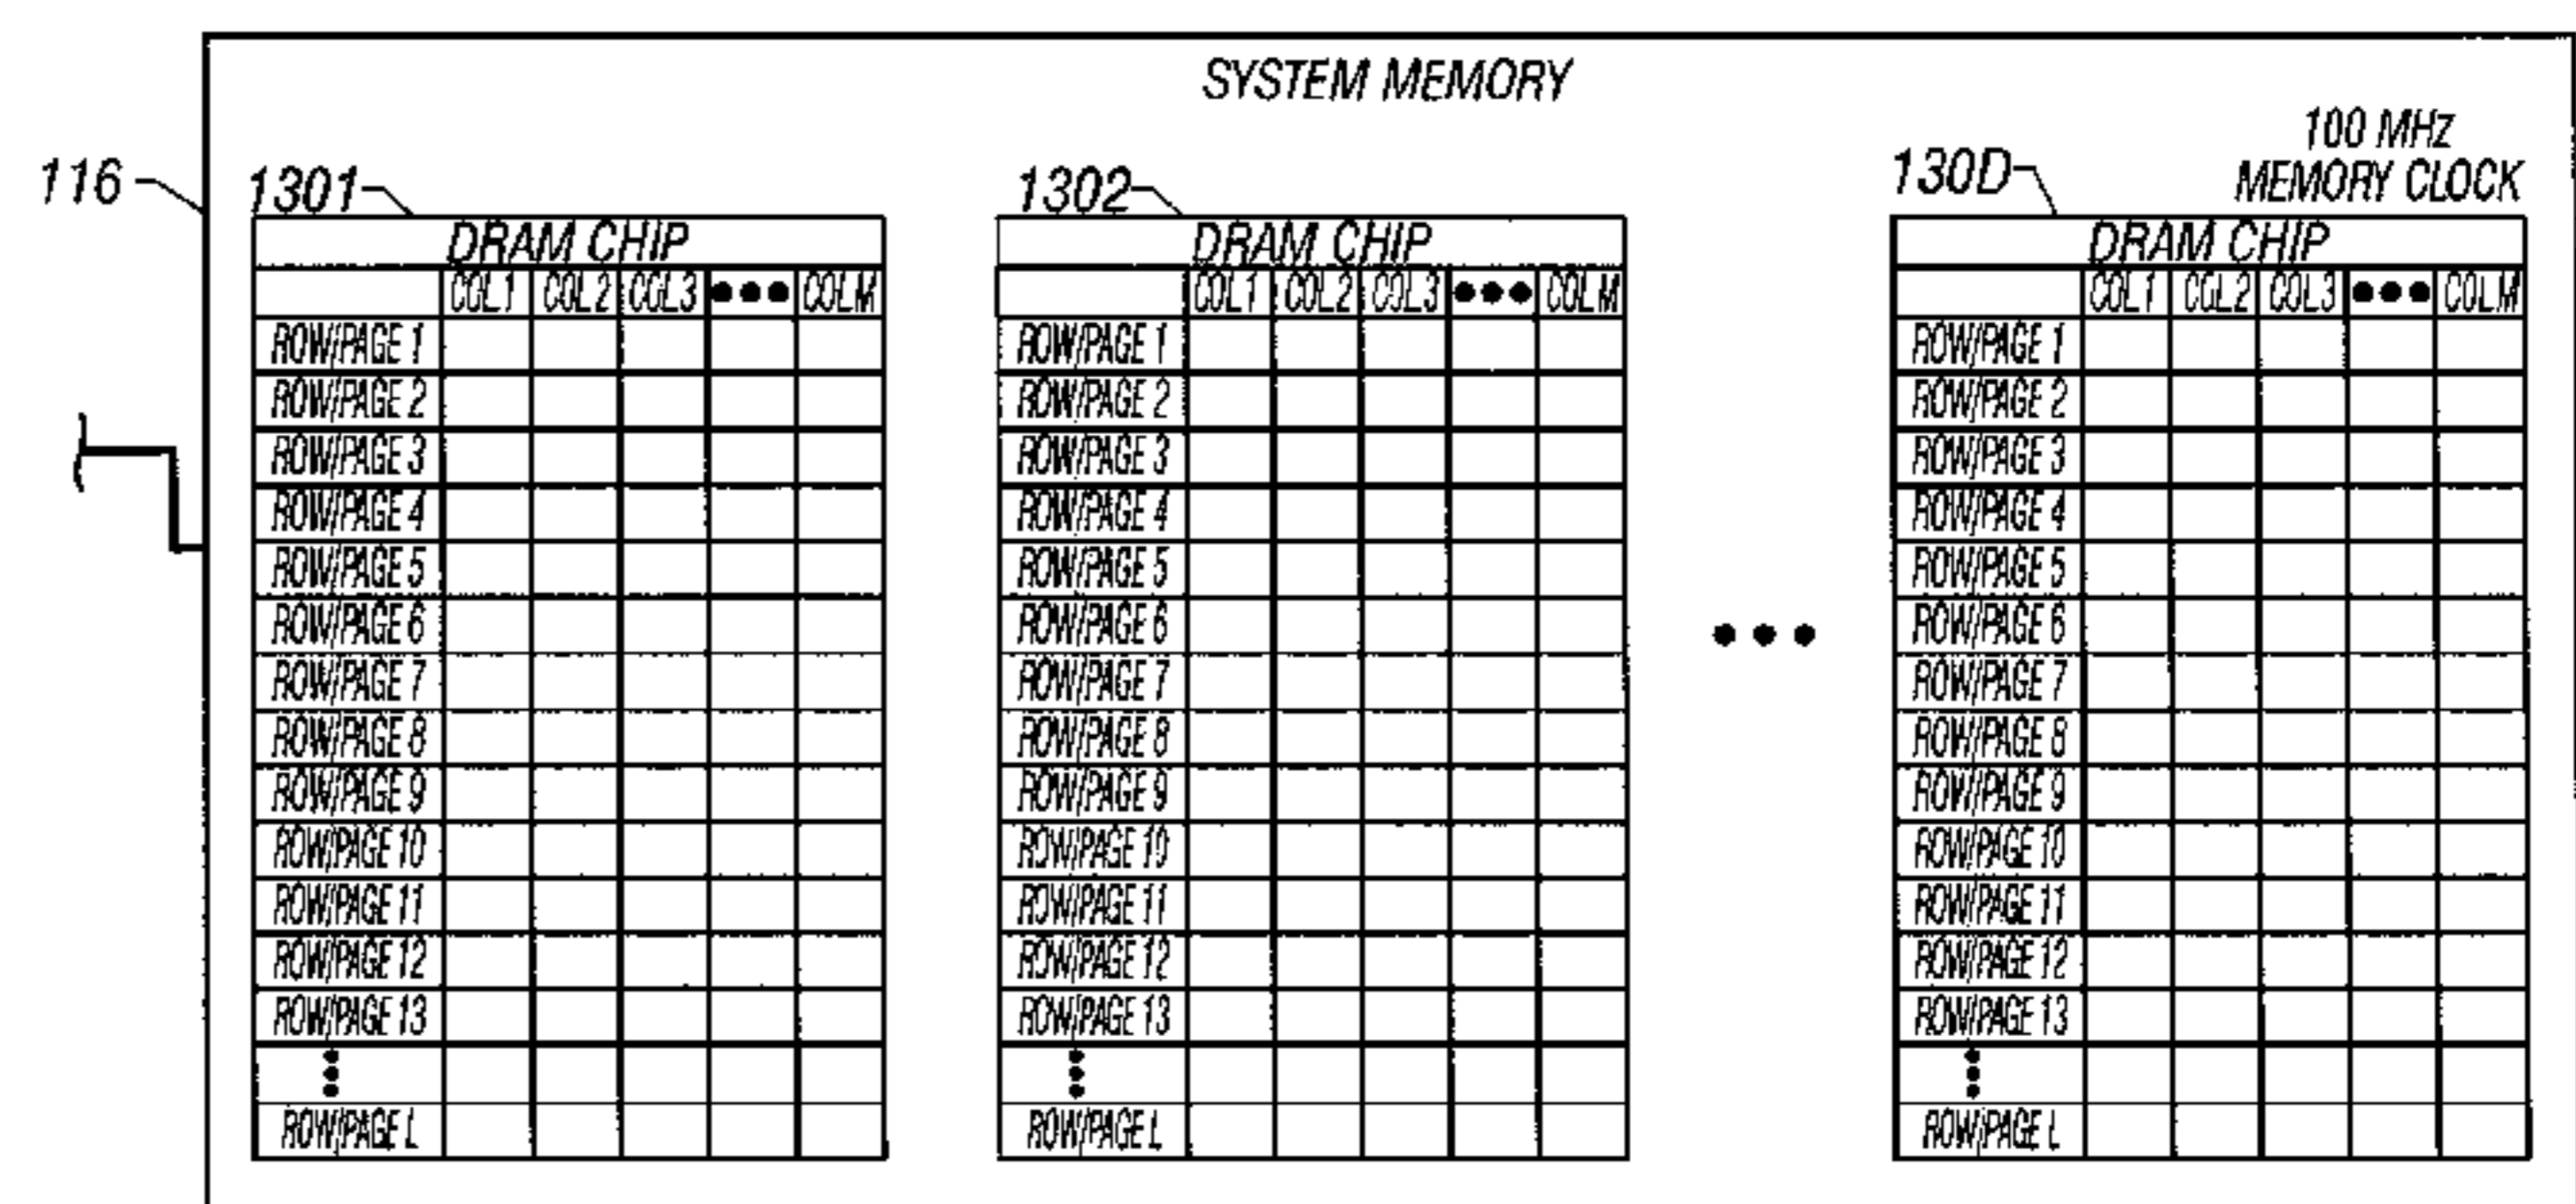 SYSTEM MEMORY
100 MHz
MEMORY CLOCK
116
1301
DRAM CHIP
COL1 COL2 COL3 ●●● COLM
ROW/PAGE 1
ROW/PAGE 2
ROW/PAGE 3
ROW/PAGE 4
ROW/PAGE 5
ROW/PAGE 6
ROW/PAGE 7
ROW/PAGE 8
ROW/PAGE 9
ROW/PAGE 10
ROW/PAGE 11
ROW/PAGE 12
ROW/PAGE 13
ROW/PAGE L
1302
DRAM CHIP
COL1 COL2 COL3 ●●● COLM
ROW/PAGE 1
ROW/PAGE 2
ROW/PAGE 3
ROW/PAGE 4
ROW/PAGE 5
ROW/PAGE 6
ROW/PAGE 7
ROW/PAGE 8
ROW/PAGE 9
ROW/PAGE 10
ROW/PAGE 11
ROW/PAGE 12
ROW/PAGE 13
ROW/PAGE L
●●●
130D
DRAM CHIP
COL1 COL2 COL3 ●●● COLM
ROW/PAGE 1
ROW/PAGE 2
ROW/PAGE 3
ROW/PAGE 4
ROW/PAGE 5
ROW/PAGE 6
ROW/PAGE 7
ROW/PAGE 8
ROW/PAGE 9
ROW/PAGE 10
ROW/PAGE 11
ROW/PAGE 12
ROW/PAGE 13
ROW/PAGE L